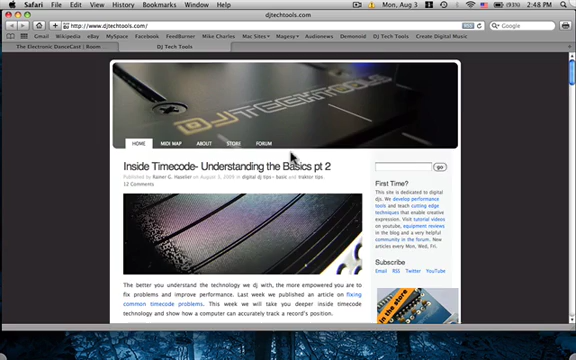 Safari File Edit View History Bookmarks Window Help
(93%) Mon, Aug 3 2:48 PM
djtechtools.com
http://www.djtechtools.com/
Google
Gmail Wikipedia eBay MySpace Facebook FeedBurner Mike Charles Mac Sites Magesy Audionews Demonoid DJ Tech Tools Create Digital Music
The Electronic DanceCast | Room
DJ Tech Tools
DJTECHTOOLS
HOME MIDI MAP ABOUT STORE FORUM
Inside Timecode- Understanding the Basics pt 2
Published by Rainer G. Haselier on August 3, 2009 in digital dj tips - basic and traktor tips.
12 Comments
The better you understand the technology we dj with, the more empowered you are to
fix problems and improve performance. Last week we published an article on fixing
common timecode problems. This week we will take you deeper inside timecode
technology and show how a computer can accurately track a record's position.
go
First Time?
This site is dedicated to digital
djs. We develop performance
tools and teach cutting edge
techniques that enable creative
expression. Visit tutorial videos
on youtube, equipment reviews
in the blog and a very helpful
community in the forum. New
articles every Mon, Wed, Fri.
Subscribe
Email RSS Twitter YouTube
in the store